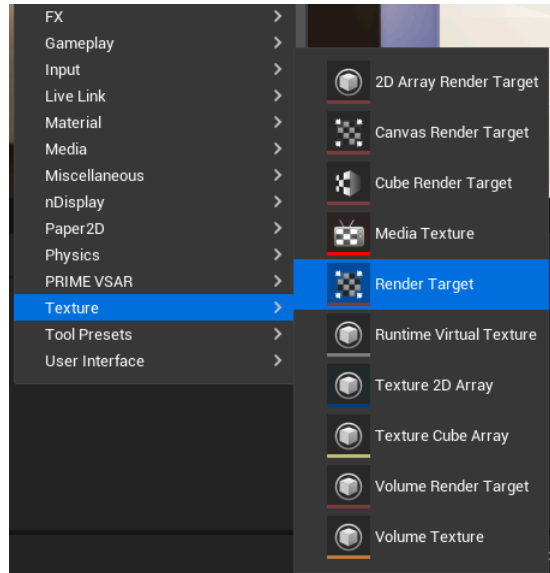 FX
Gameplay
Input
Live Link
Material
Media
Miscellaneous
nDisplay
Paper2D
Physics
PRIME VSAR
Texture
Tool Presets
User Interface
2D Array Render Target
Canvas Render Target
Cube Render Target
Media Texture
Render Target
Runtime Virtual Texture
Texture 2D Array
Texture Cube Array
Volume Render Target
Volume Texture